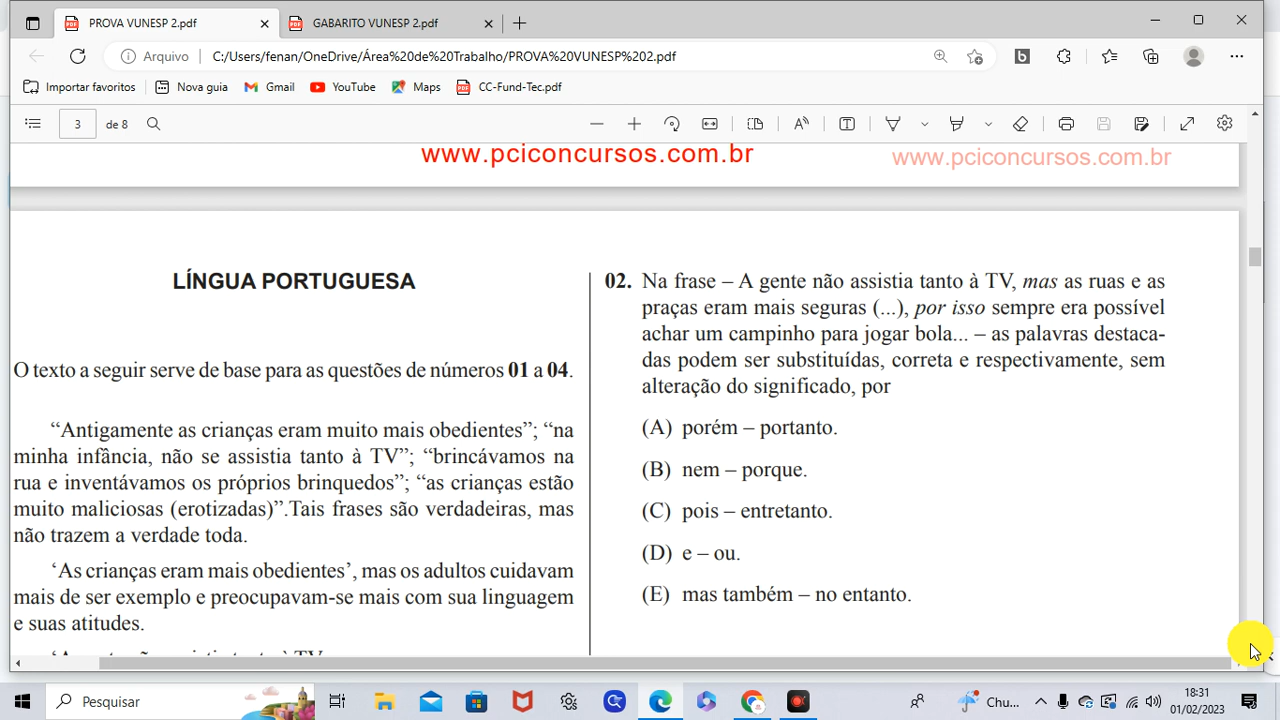 PROVA VUNESP 2.pdf
GABARITO VUNESP 2.pdf
Arquivo
C:/Users/fenan/OneDrive/Área%20de%20Trabalho/PROVA%20VUNESP%202.pdf
Importar favoritos
Nova guia
Gmail
YouTube
Maps
CC-Fund-Tec.pdf
3 de 8
www.pciconcursos.com.br
www.pciconcursos.com.br
LÍNGUA PORTUGUESA
O texto a seguir serve de base para as questões de números 01 a 04.
“Antigamente as crianças eram muito mais obedientes”; “na
minha infância, não se assistia tanto à TV”; “brincávamos na
rua e inventávamos os próprios brinquedos”; “as crianças estão
muito maliciosas (erotizadas)”.Tais frases são verdadeiras, mas
não trazem a verdade toda.
‘As crianças eram mais obedientes’, mas os adultos cuidavam
mais de ser exemplo e preocupavam-se mais com sua linguagem
e suas atitudes.
02. Na frase – A gente não assistia tanto à TV, mas as ruas e as
praças eram mais seguras (...), por isso sempre era possível
achar um campinho para jogar bola... – as palavras destaca-
das podem ser substituídas, correta e respectivamente, sem
alteração do significado, por
(A) porém – portanto.
(B) nem – porque.
(C) pois – entretanto.
(D) e – ou.
(E) mas também – no entanto.
Pesquisar
Chu...
18:31
01/02/2023